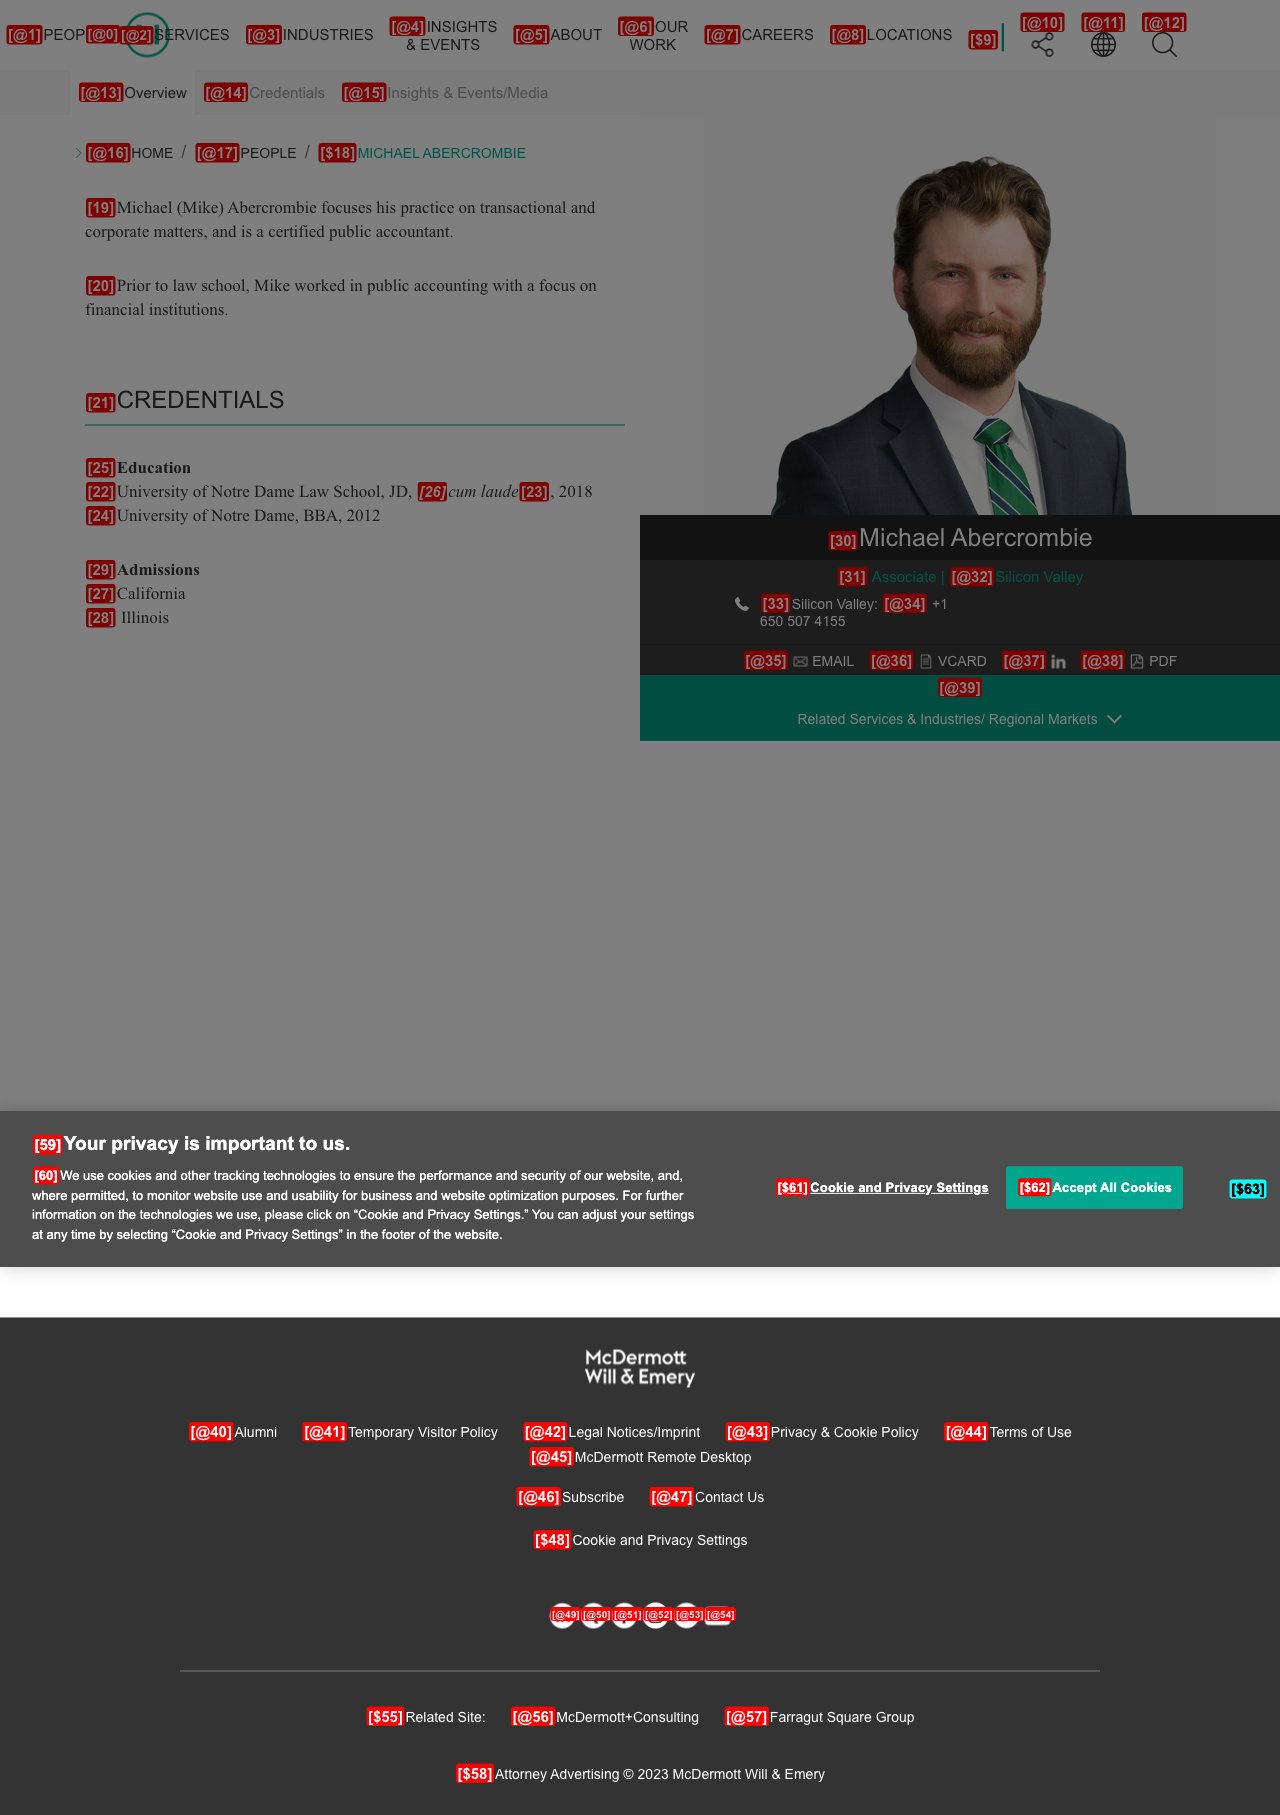 [@1]PEOP[@0][@2]SERVICES
[@3]INDUSTRIES
[@4]INSIGHTS
& EVENTS
[@5]ABOUT
[@6]OUR
WORK
[@7]CAREERS
[@8]LOCATIONS
[$9]
[@10]
[@11]
[@12]
[@13]Overview
[@14]Credentials
[@15]Insights & Events/Media
[@16]HOME / [@17]PEOPLE / [$18]MICHAEL ABERCROMBIE
[19]Michael (Mike) Abercrombie focuses his practice on transactional and
corporate matters, and is a certified public accountant.
[20]Prior to law school, Mike worked in public accounting with a focus on
financial institutions.
[21]CREDENTIALS
[25]Education
[22]University of Notre Dame Law School, JD, [26]cum laude[23], 2018
[24]University of Notre Dame, BBA, 2012
[29]Admissions
[27]California
[28] Illinois
[30]Michael Abercrombie
[31] Associate | [@32]Silicon Valley
[33]Silicon Valley: [@34] +1
650 507 4155
[@35] EMAIL [@36] VCARD [@37] in [@38] PDF
[@39]
Related Services & Industries/ Regional Markets
[59]Your privacy is important to us.
[60]We use cookies and other tracking technologies to ensure the performance and security of our website, and,
where permitted, to monitor website use and usability for business and website optimization purposes. For further
information on the technologies we use, please click on “Cookie and Privacy Settings.” You can adjust your settings
at any time by selecting “Cookie and Privacy Settings” in the footer of the website.
[$61]Cookie and Privacy Settings
[$62]Accept All Cookies
[$63]
McDermott
Will & Emery
[@40]Alumni [@41]Temporary Visitor Policy [@42]Legal Notices/Imprint [@43]Privacy & Cookie Policy [@44]Terms of Use
[@45]McDermott Remote Desktop
[@46]Subscribe [@47]Contact Us
[$48]Cookie and Privacy Settings
[@49][@50][@51][@52][@53][@54]
[$55]Related Site: [@56]McDermott+Consulting [@57]Farragut Square Group
[$58]Attorney Advertising © 2023 McDermott Will & Emery